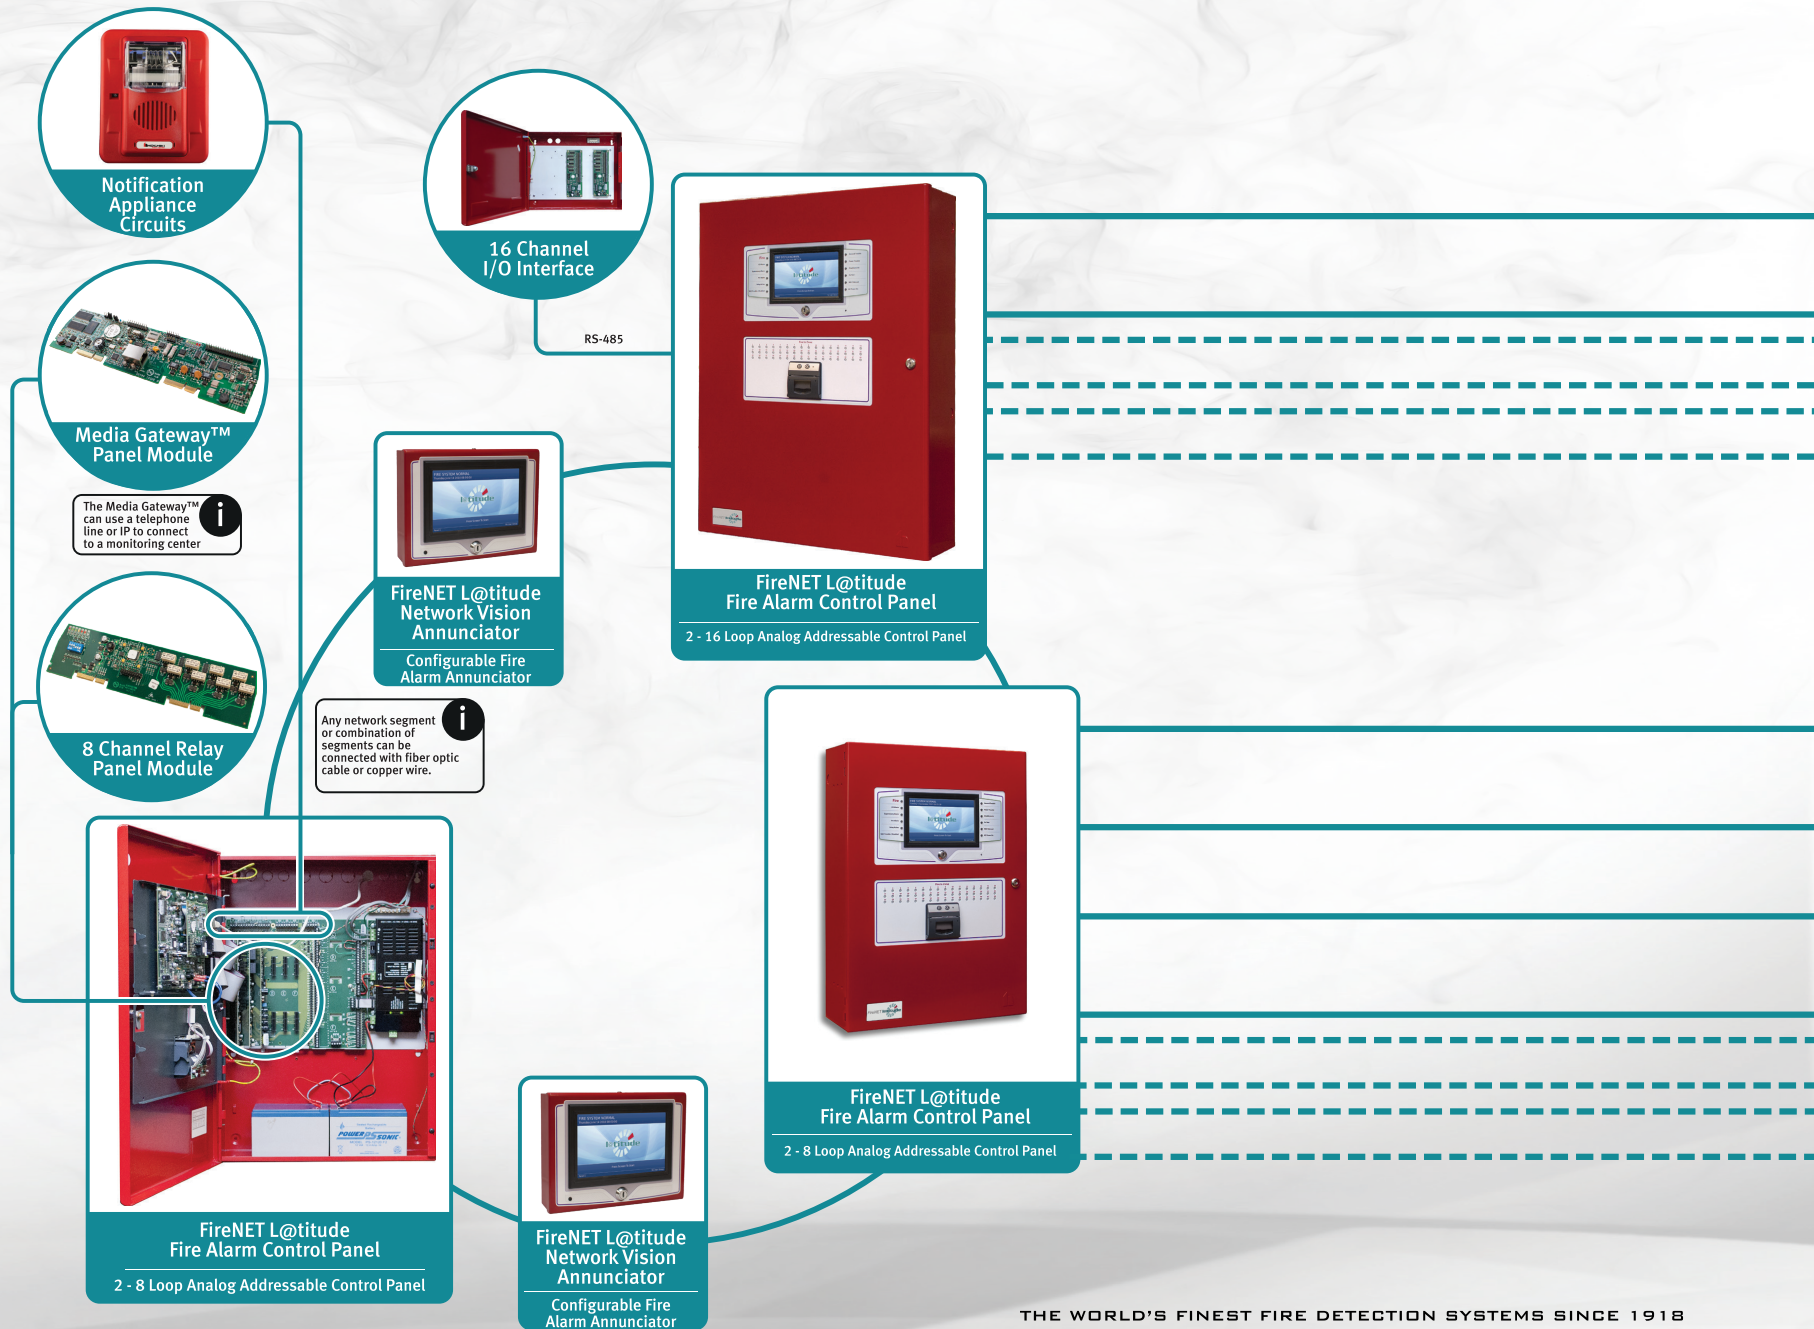 Notification
Appliance
Circuits
16 Channel
I/O Interface
RS-485
Media Gateway™
Panel Module
The Media Gateway™
can use a telephone
line or IP to connect
to a monitoring center
i
8 Channel Relay
Panel Module
FireNET L@titude
Network Vision
Annunciator
Configurable Fire
Alarm Annunciator
FireNET L@titude
Fire Alarm Control Panel
2 - 16 Loop Analog Addressable Control Panel
Any network segment
or combination of
segments can be
connected with fiber optic
cable or copper wire.
i
FireNET L@titude
Fire Alarm Control Panel
2 - 8 Loop Analog Addressable Control Panel
POWER SONIC
FireNET L@titude
Fire Alarm Control Panel
2 - 8 Loop Analog Addressable Control Panel
FIRE SYSTEM NORMAL
FireNET L@titude
Network Vision
Annunciator
Configurable Fire
Alarm Annunciator
THE WORLD'S FINEST FIRE DETECTION SYSTEMS SINCE 1918